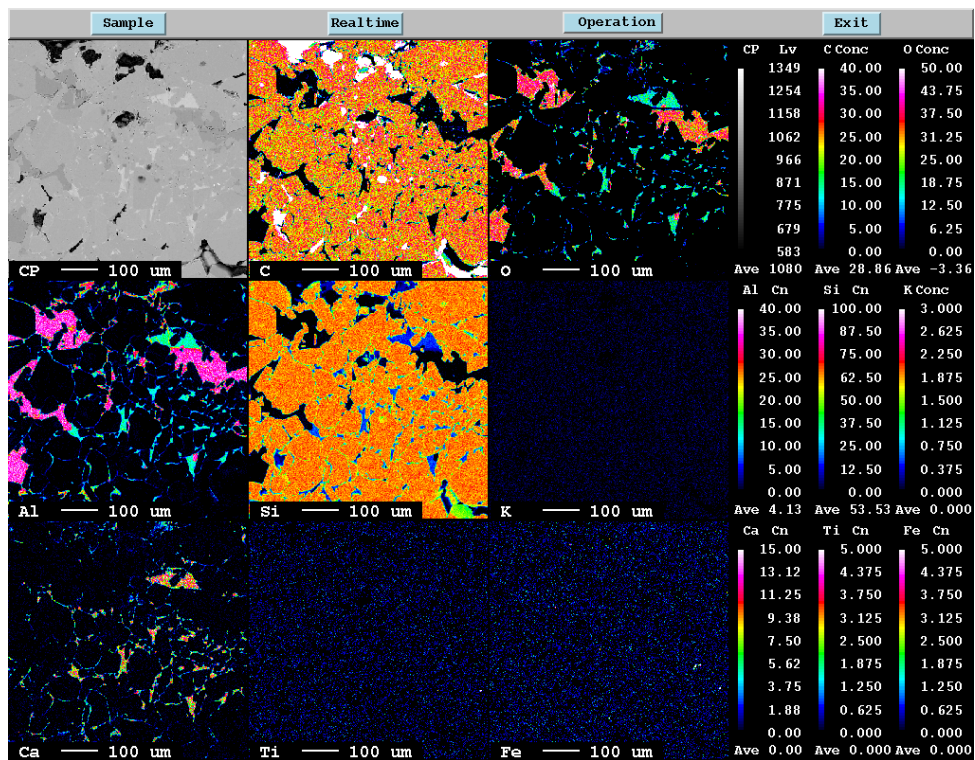 Sample Realtime Operation Exit
CP Lv C Conc O Conc
1349 40.00 50.00
1254 35.00 43.75
1158 30.00 37.50
1062 25.00 31.25
966 20.00 25.00
871 15.00 18.75
775 10.00 12.50
679 5.00 6.25
583 0.00 0.00
CP 100 um C 100 um O 100 um Ave 1080 Ave 28.86 Ave -3.36
Al Cn Si Cn K Conc
40.00 100.00 3.000
35.00 87.50 2.625
30.00 75.00 2.250
25.00 62.50 1.875
20.00 50.00 1.500
15.00 37.50 1.125
10.00 25.00 0.750
5.00 12.50 0.375
0.00 0.00 0.000
Al 100 um Si 100 um K 100 um Ave 4.13 Ave 53.53 Ave 0.000
Ca Cn Ti Cn Fe Cn
15.00 5.000 5.000
13.12 4.375 4.375
11.25 3.750 3.750
9.38 3.125 3.125
7.50 2.500 2.500
5.62 1.875 1.875
3.75 1.250 1.250
1.88 0.625 0.625
0.00 0.000 0.000
Ca 100 um Ti 100 um Fe 100 um Ave 0.00 Ave 0.000 Ave 0.000